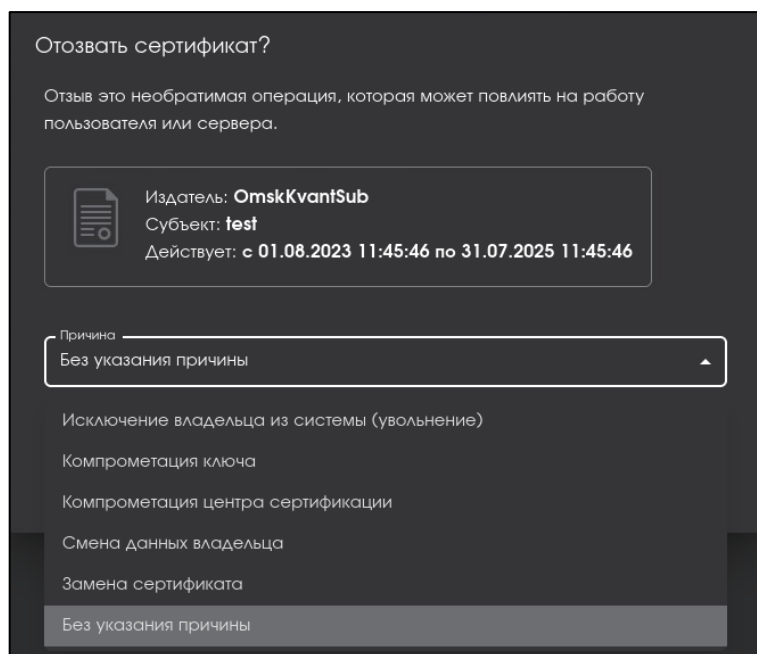 Отозвать сертификат?
Отзыв это необратимая операция, которая может повлиять на работу
пользователя или сервера.
Издатель: OmskKvantSub
Субъект: test
Действует: с 01.08.2023 11:45:46 по 31.07.2025 11:45:46
Причина
Без указания причины
Исключение владельца из системы (увольнение)
Компрометация ключа
Компрометация центра сертификации
Смена данных владельца
Замена сертификата
Без указания причины